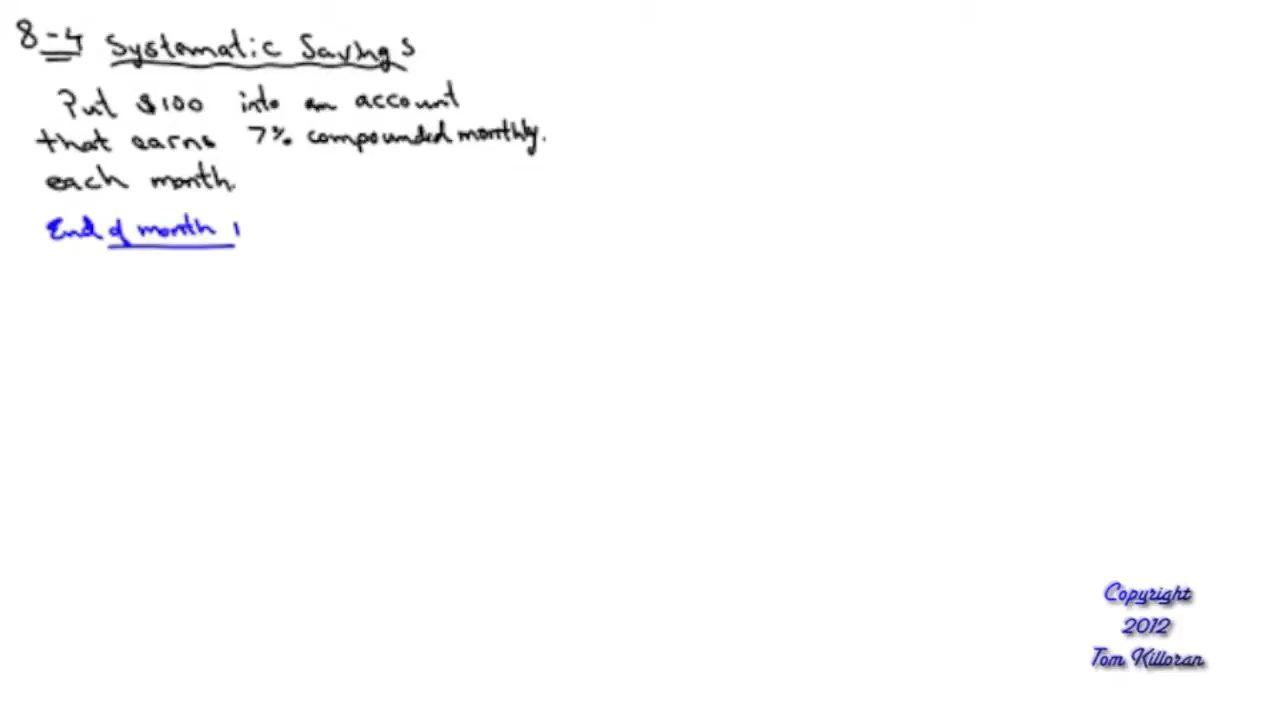 8-4 Systematic Savings
Put $100 into an account
that earns 7% compounded monthly.
each month.
End of month 1
Copyright
2012
Tom Killoran